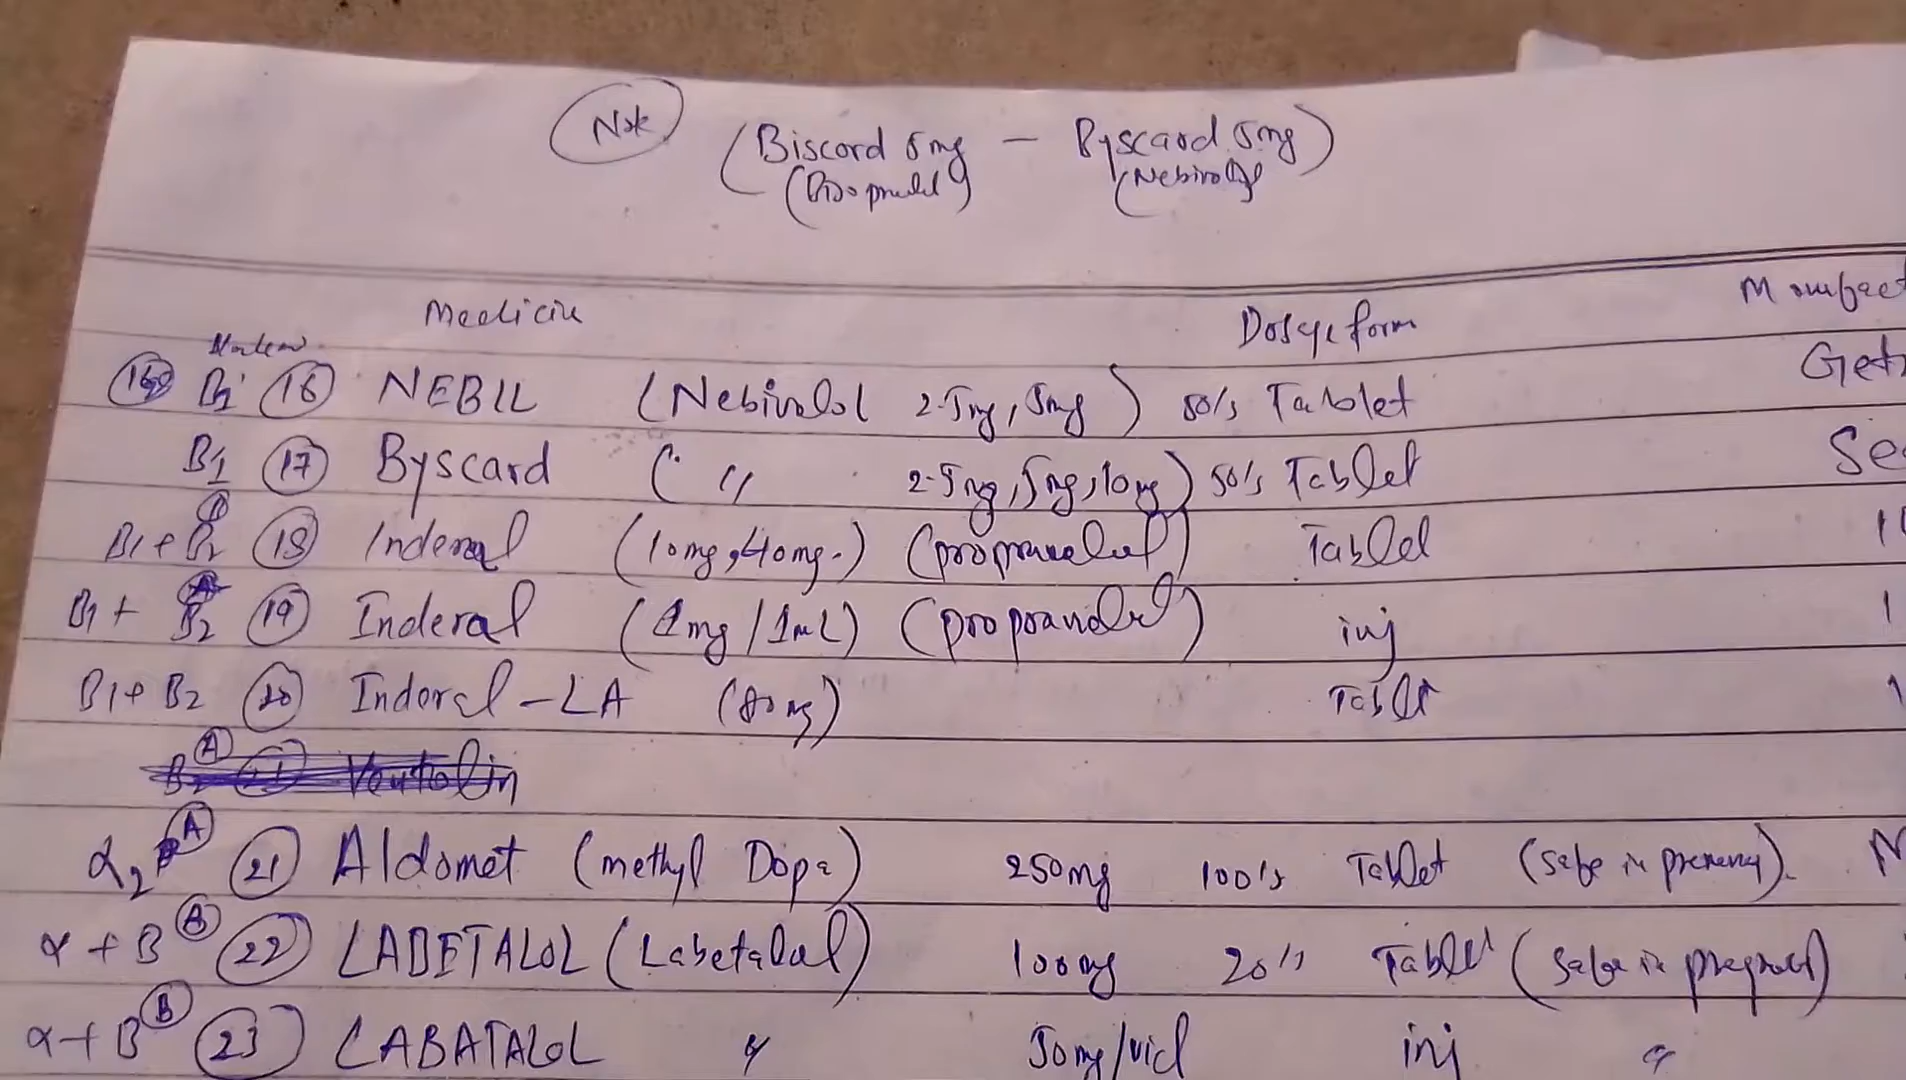 Note (Biscord 5mg — Byscard 5mg)
(Bisoprolol) (Nebivolol)
Medicine Dosage form Manufact
B1 16 NEBIL (Nebivolol 2.5mg, 5mg) 50's Tablet Getz
B1 17 Byscard ( " 2.5mg, 5mg, 10mg) 50's Tablet Se
B1 + B2 18 Inderal (10mg, 40mg.) (propranolol) Tablet
B1 + B2 19 Inderal (1mg/1mL) (propranolol) inj
B1 + B2 20 Inderal-LA (80mg) Tablet
α2 A 21 Aldomet (methyl Dopa) 250mg 100's Tablet (Safe in pregnancy).
α + B B 22 LABETALOL (Labetalol) 100mg 20's Tablet (Safe in pregnancy)
α + B B 23 LABATALOL " 50mg/vial inj "